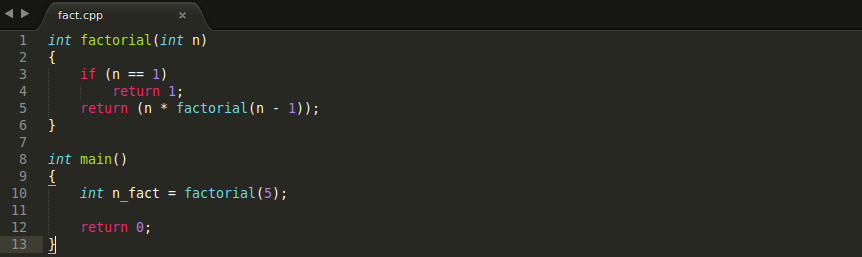 fact.cpp ×
1 int factorial(int n)
2 {
3     if (n == 1)
4         return 1;
5     return (n * factorial(n - 1));
6 }
7
8 int main()
9 {
10     int n_fact = factorial(5);
11
12     return 0;
13 }